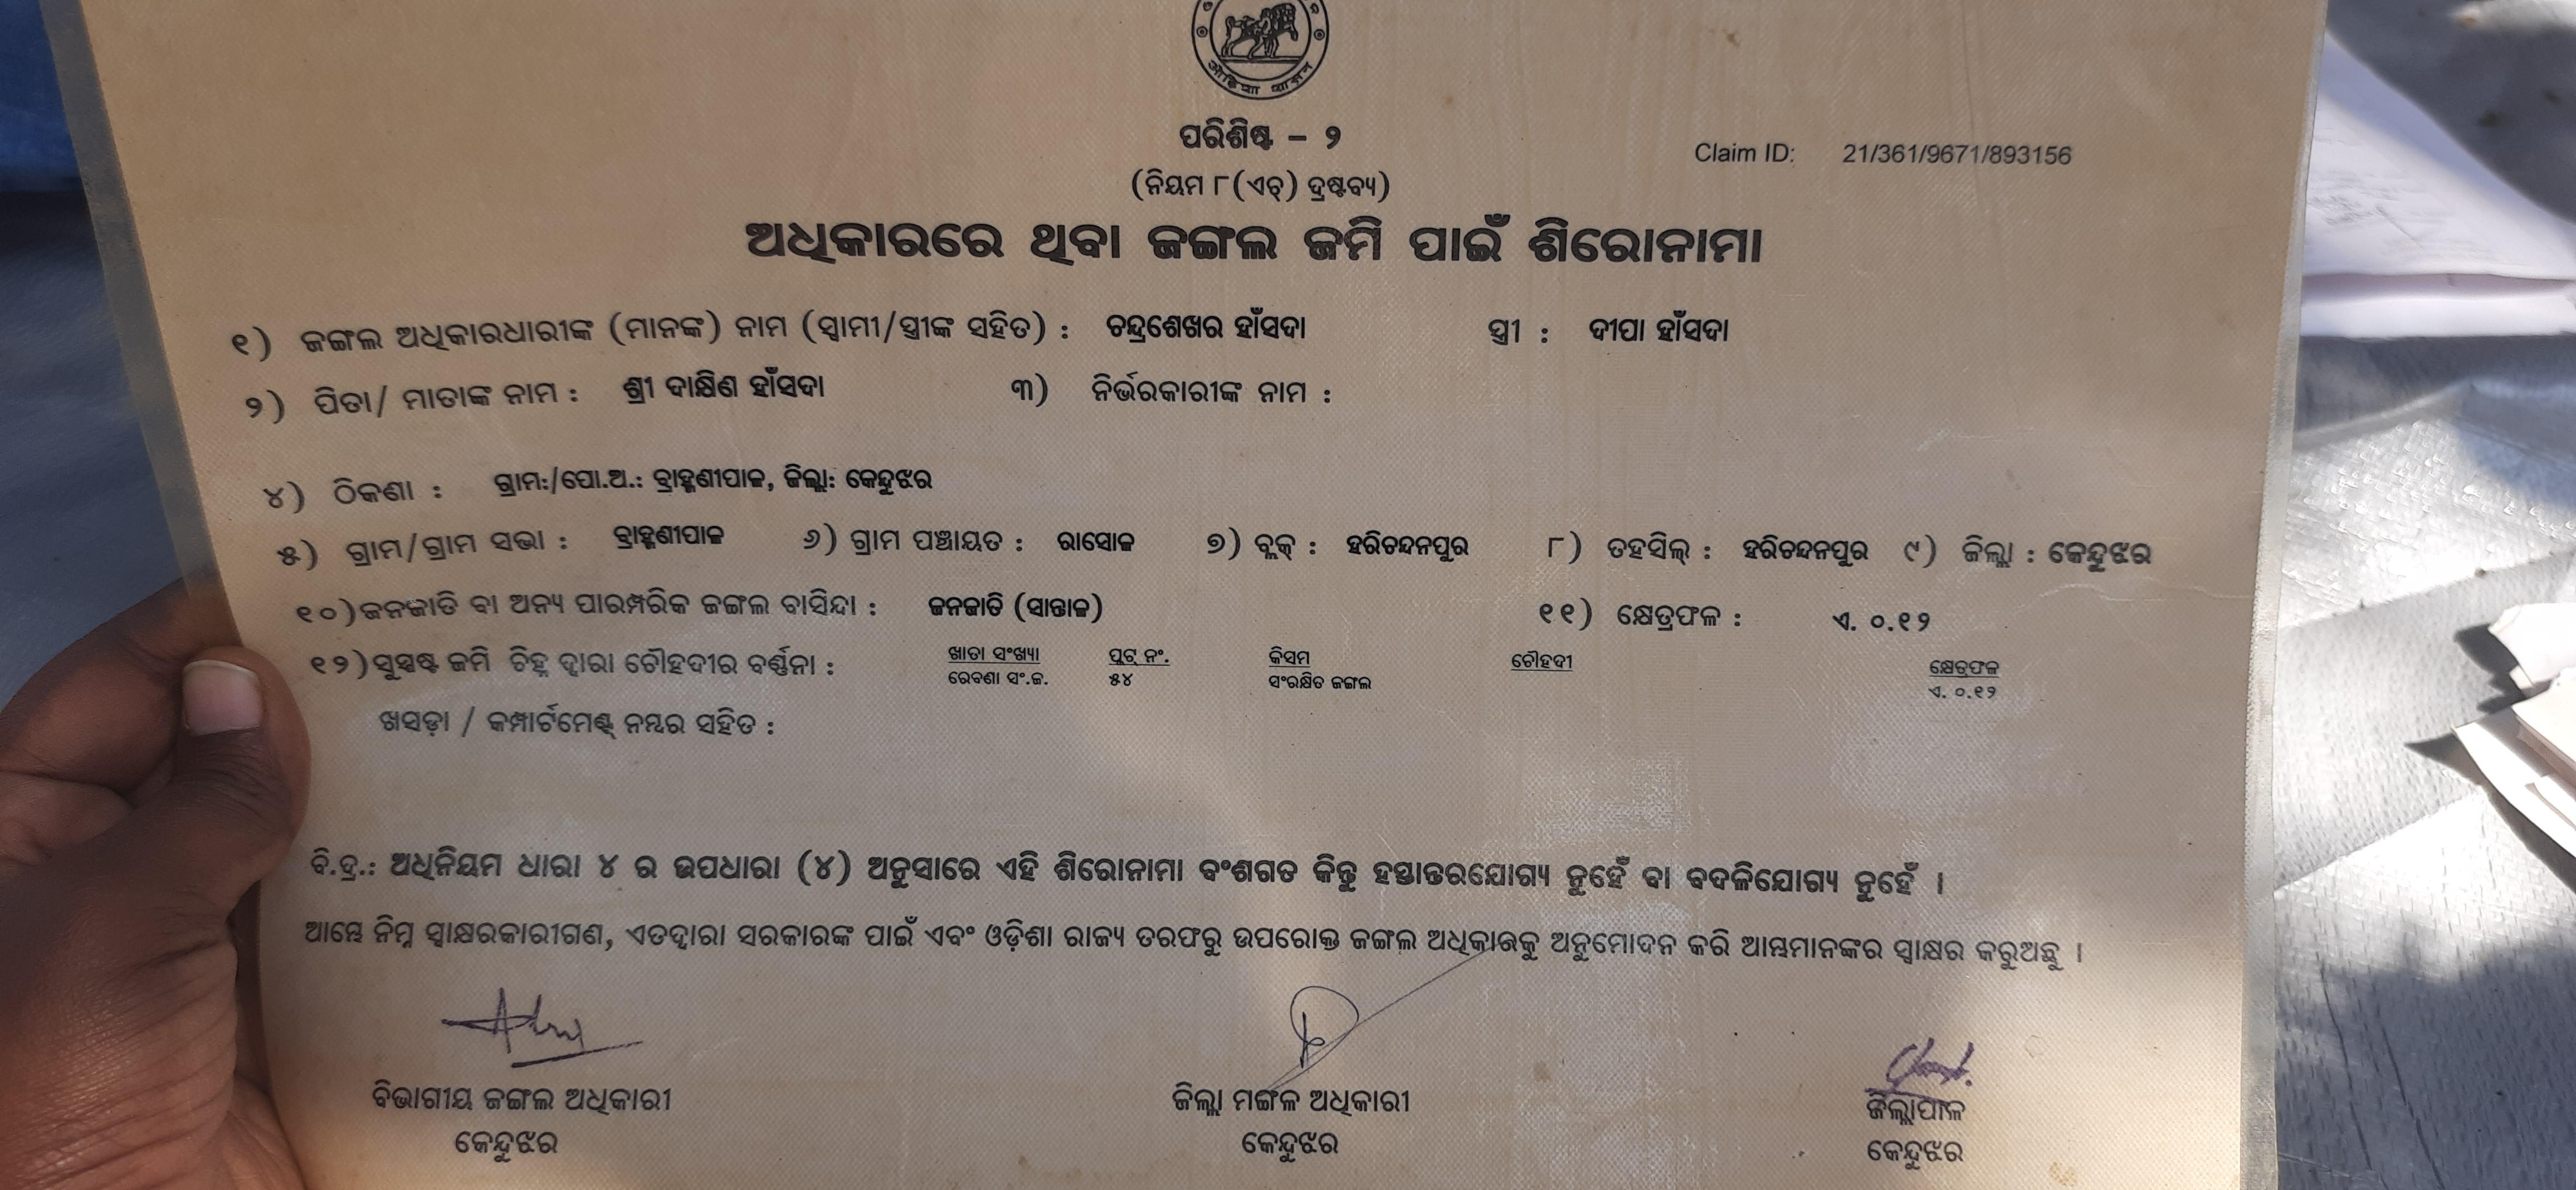 ओड़िशा शासन
ପରିଶିଷ୍ଟ – ୨
Claim ID: 21/361/9671/893156
(ନିୟମ ୮(ଏଚ୍) ଦ୍ରଷ୍ଟବ୍ୟ)
ଅଧିକାରରେ ଥିବା ଜଙ୍ଗଲ ଜମି ପାଇଁ ଶିରୋନାମା
୧) ଜଙ୍ଗଲ ଅଧିକାରଧାରୀଙ୍କ (ମାନଙ୍କ) ନାମ (ସ୍ୱାମୀ/ସ୍ତ୍ରୀଙ୍କ ସହିତ) : ଚନ୍ଦ୍ରଶେଖର ହାଁସଦା ସ୍ତ୍ରୀ : ଦୀପା ହାଁସଦା
୨) ପିତା/ ମାତାଙ୍କ ନାମ : ଶ୍ରୀ ଦାକ୍ଷିଣ ହାଁସଦା ୩) ନିର୍ଭରକାରୀଙ୍କ ନାମ :
୪) ଠିକଣା : ଗ୍ରାମ:/ପୋ.ଅ.: ବ୍ରାହ୍ମଣୀପାଳ, ଜିଲ୍ଲା: କେନ୍ଦୁଝର
୫) ଗ୍ରାମ/ଗ୍ରାମ ସଭା : ବ୍ରାହ୍ମଣୀପାଳ ୬) ଗ୍ରାମ ପଞ୍ଚାୟତ : ରାସୋଳ ୭) ବ୍ଲକ୍ : ହରିଚନ୍ଦନପୁର ୮) ତହସିଲ୍ : ହରିଚନ୍ଦନପୁର ୯) ଜିଲ୍ଲା : କେନ୍ଦୁଝର
୧୦)ଜନଜାତି ବା ଅନ୍ୟ ପାରମ୍ପରିକ ଜଙ୍ଗଲ ବାସିନ୍ଦା : ଜନଜାତି (ସାନ୍ତାଳ) ୧୧) କ୍ଷେତ୍ରଫଳ : ଏ. ୦.୧୨
୧୨)ସୁସ୍ପଷ୍ଟ ଜମି ଚିହ୍ନ ଦ୍ୱାରା ଚୌହଦୀର ବର୍ଣ୍ଣନା : ଖାତା ସଂଖ୍ୟା ପ୍ଲଟ୍ ନଂ. କିସମ ଚୌହଦୀ କ୍ଷେତ୍ରଫଳ
ରେବଣା ସଂ.ଜ. ୫୪ ସଂରକ୍ଷିତ ଜଙ୍ଗଲ ଏ. ୦.୧୨
ଖସଡ଼ା / କମ୍ପାର୍ଟମେଣ୍ଟ୍ ନମ୍ବର ସହିତ :
ବି.ଦ୍ର.: ଅଧିନିୟମ ଧାରା ୪ ର ଉପଧାରା (୪) ଅନୁସାରେ ଏହି ଶିରୋନାମା ବଂଶଗତ କିନ୍ତୁ ହସ୍ତାନ୍ତରଯୋଗ୍ୟ ନୁହେଁ ବା ବଦଳିଯୋଗ୍ୟ ନୁହେଁ ।
ଆମ୍ଭେ ନିମ୍ନ ସ୍ୱାକ୍ଷରକାରୀଗଣ, ଏତଦ୍ୱାରା ସରକାରଙ୍କ ପାଇଁ ଏବଂ ଓଡ଼ିଶା ରାଜ୍ୟ ତରଫରୁ ଉପରୋକ୍ତ ଜଙ୍ଗଲ ଅଧିକାରକୁ ଅନୁମୋଦନ କରି ଆମ୍ଭମାନଙ୍କର ସ୍ୱାକ୍ଷର କରୁଅଛୁ ।
ବିଭାଗୀୟ ଜଙ୍ଗଲ ଅଧିକାରୀ ଜିଲ୍ଲା ମଙ୍ଗଳ ଅଧିକାରୀ ଜିଲ୍ଲାପାଳ
କେନ୍ଦୁଝର କେନ୍ଦୁଝର କେନ୍ଦୁଝର